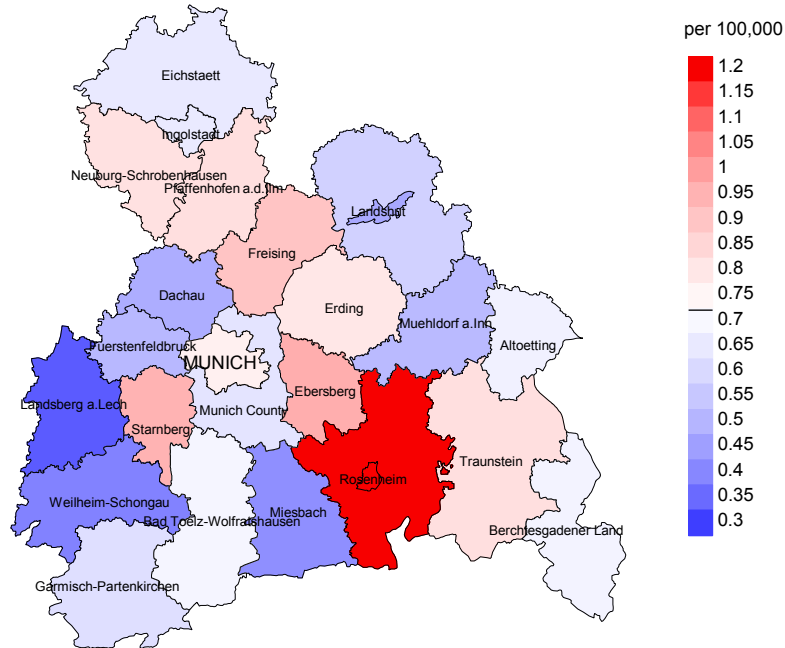 per 100,000
1.2
1.15
1.1
1.05
1
0.95
0.9
0.85
0.8
0.75
0.7
0.65
0.6
0.55
0.5
0.45
0.4
0.35
0.3
Eichstaett
Ingolstadt
Neuburg-Schrobenhausen
Pfaffenhofen a.d.Ilm
Landshut
Freising
Dachau
Erding
Muehldorf a.Inn
Altoetting
Fuerstenfeldbruck
MUNICH
Ebersberg
Landsberg a.Lech
Munich County
Starnberg
Traunstein
Rosenheim
Weilheim-Schongau
Miesbach
Bad Toelz-Wolfratshausen
Berchtesgadener Land
Garmisch-Partenkirchen